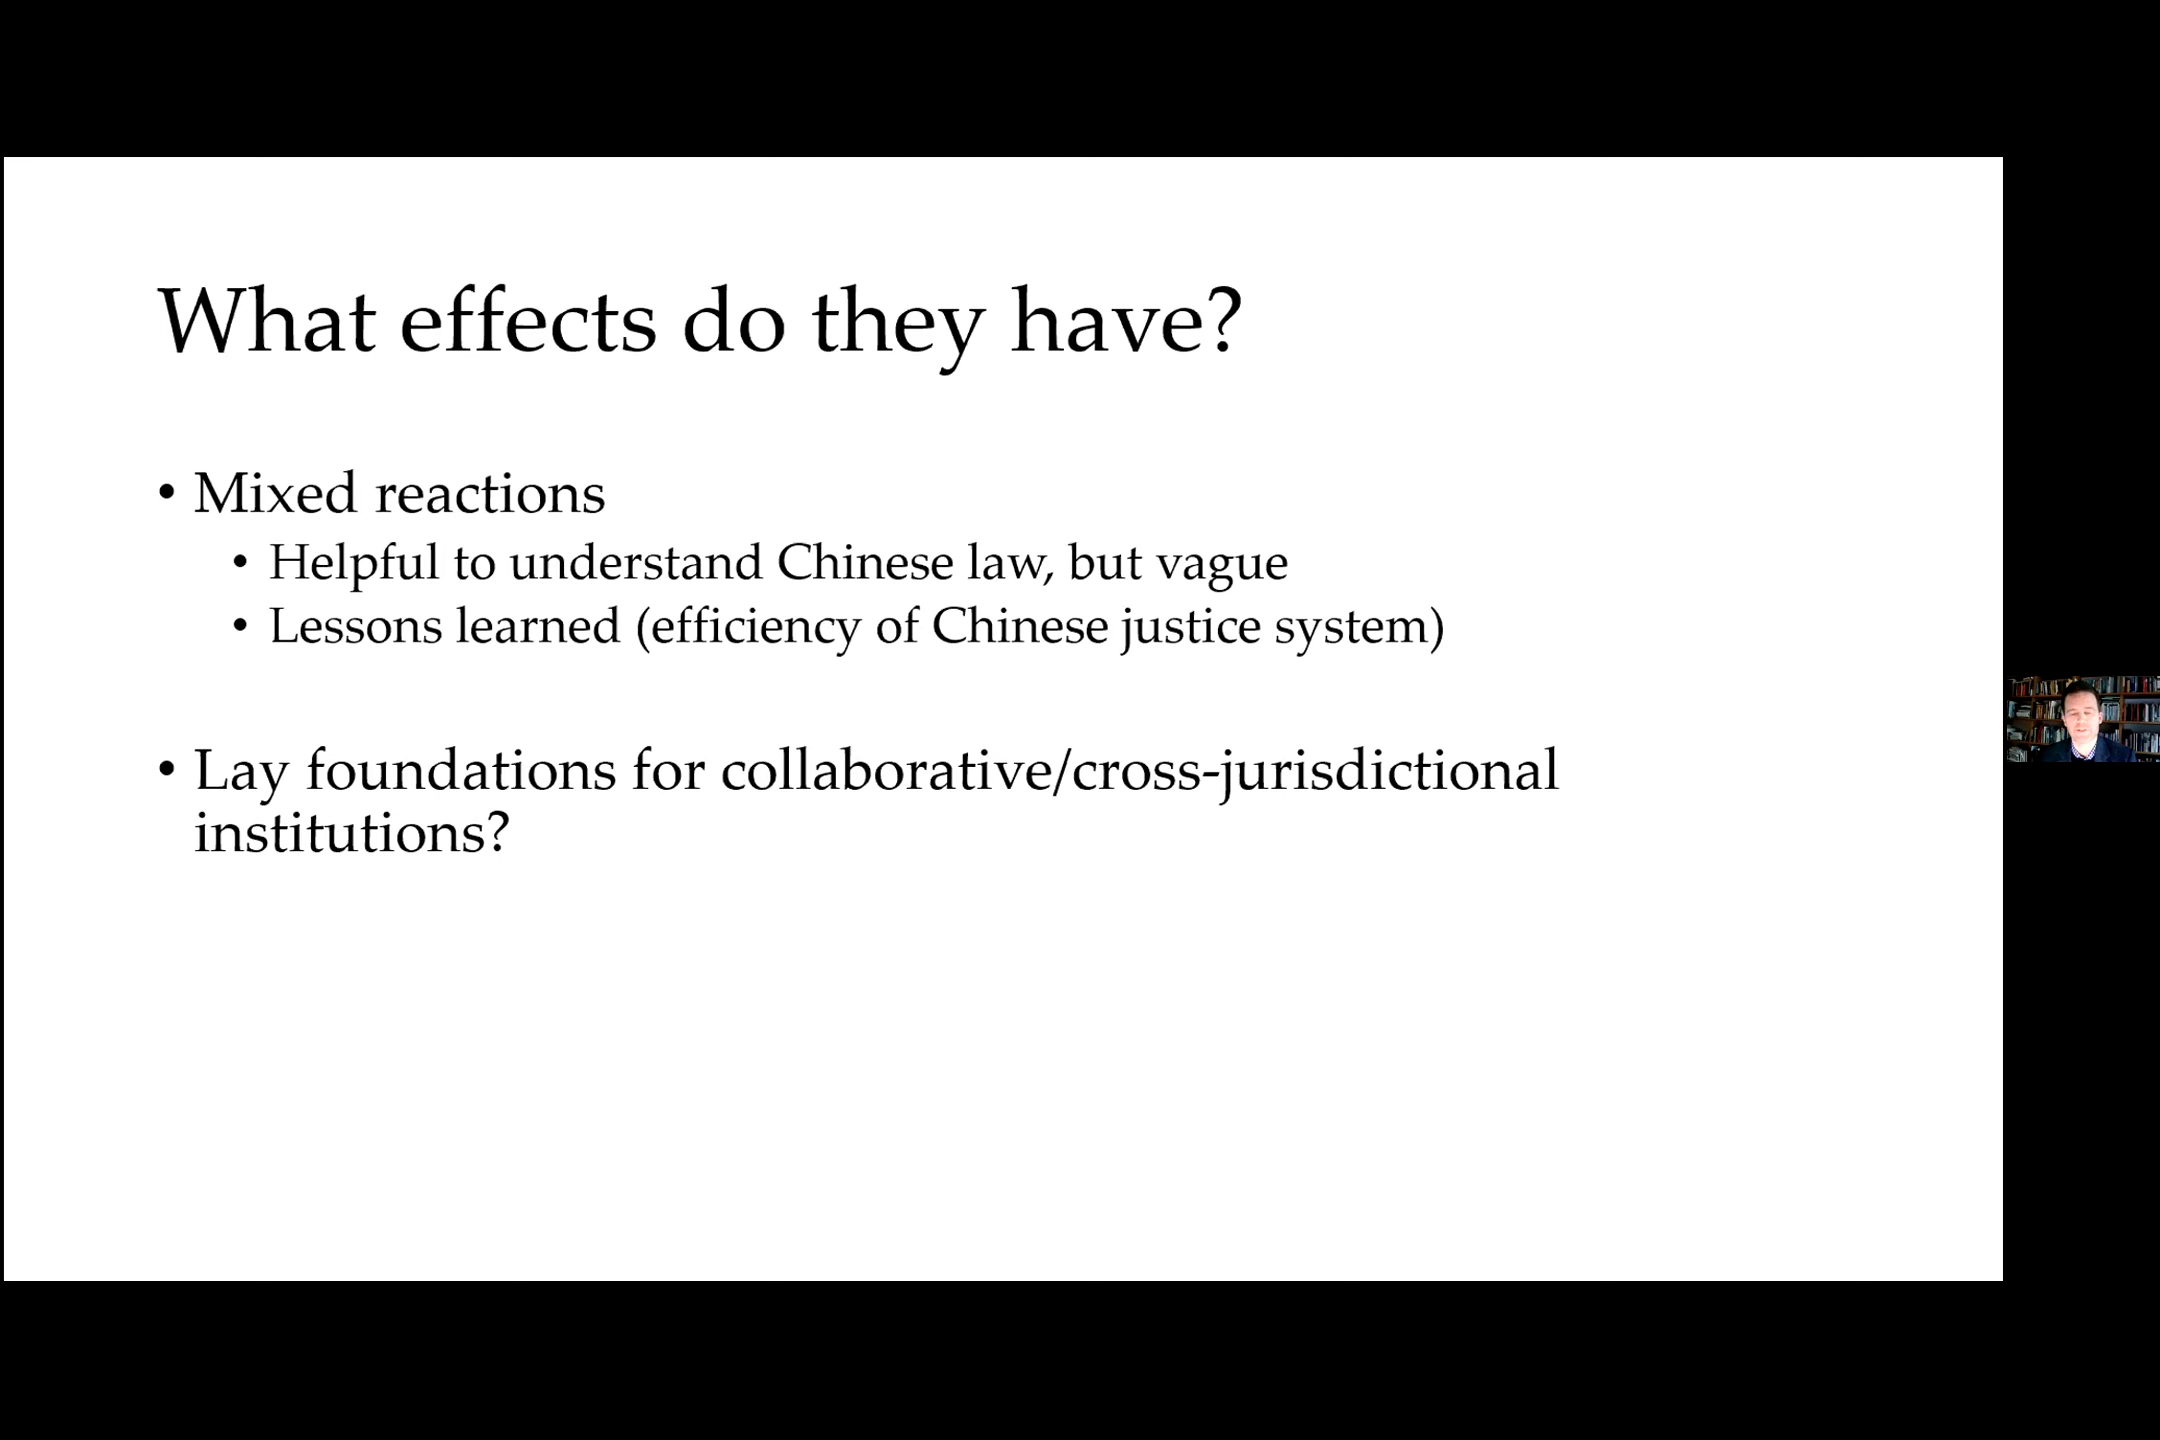 What effects do they have?
• Mixed reactions
• Helpful to understand Chinese law, but vague
• Lessons learned (efficiency of Chinese justice system)
• Lay foundations for collaborative/cross-jurisdictional
institutions?